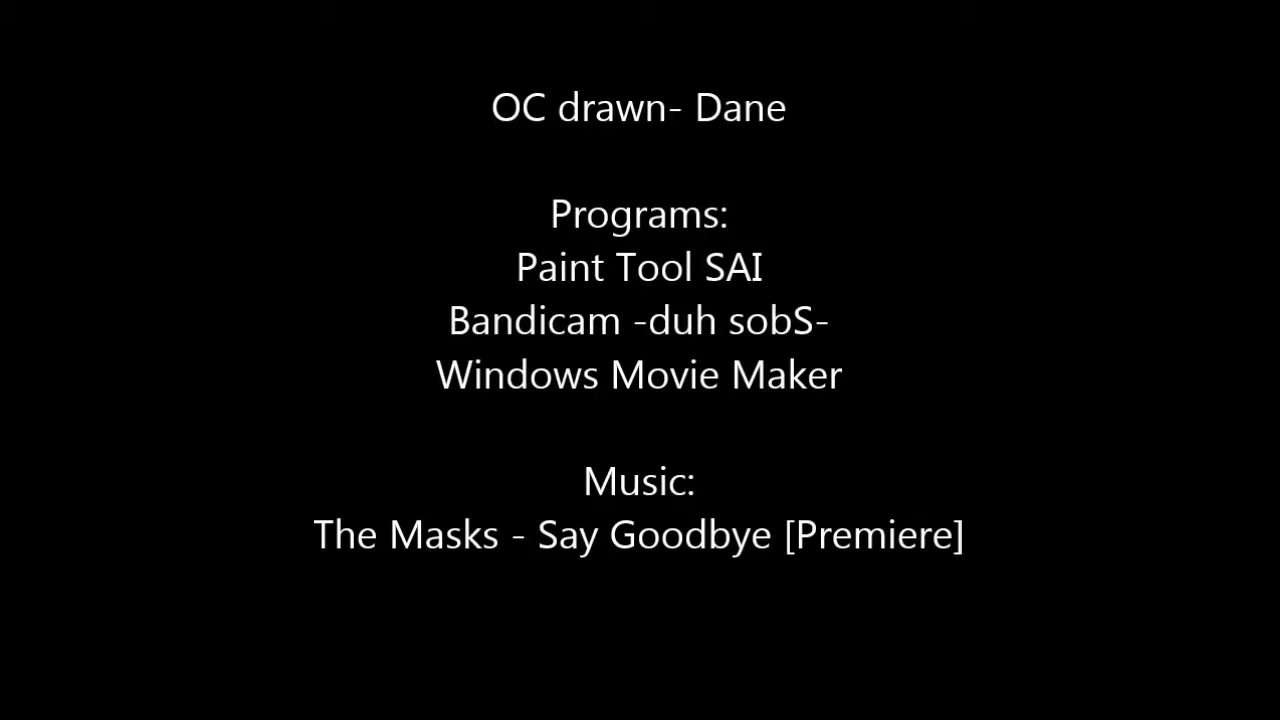 OC drawn- Dane
Programs:
Paint Tool SAI
Bandicam -duh sobS-
Windows Movie Maker
Music:
The Masks - Say Goodbye [Premiere]